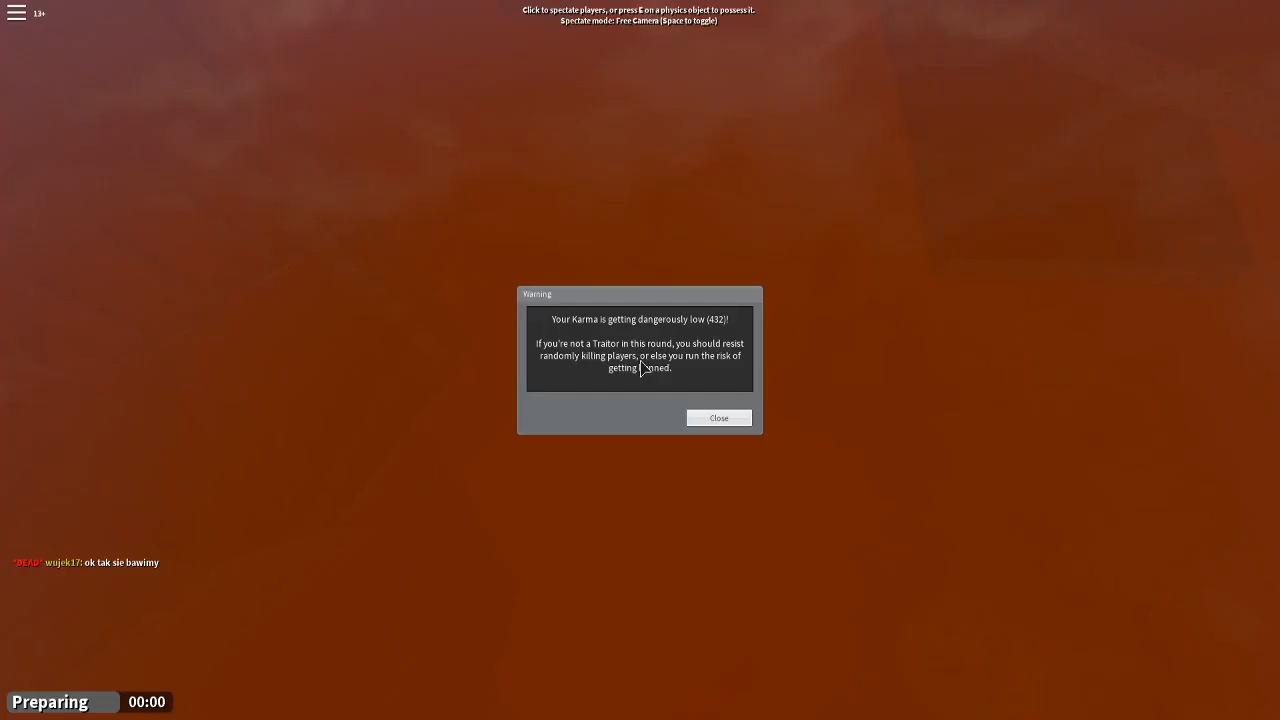 13+
Click to spectate players, or press E on a physics object to possess it.
Spectate mode: Free Camera (Space to toggle)
Warning
Your Karma is getting dangerously low (432)!
If you're not a Traitor in this round, you should resist
randomly killing players, or else you run the risk of
getting
Close
*DEAD* wujek17: ok tak sie bawimy
Preparing 00:00